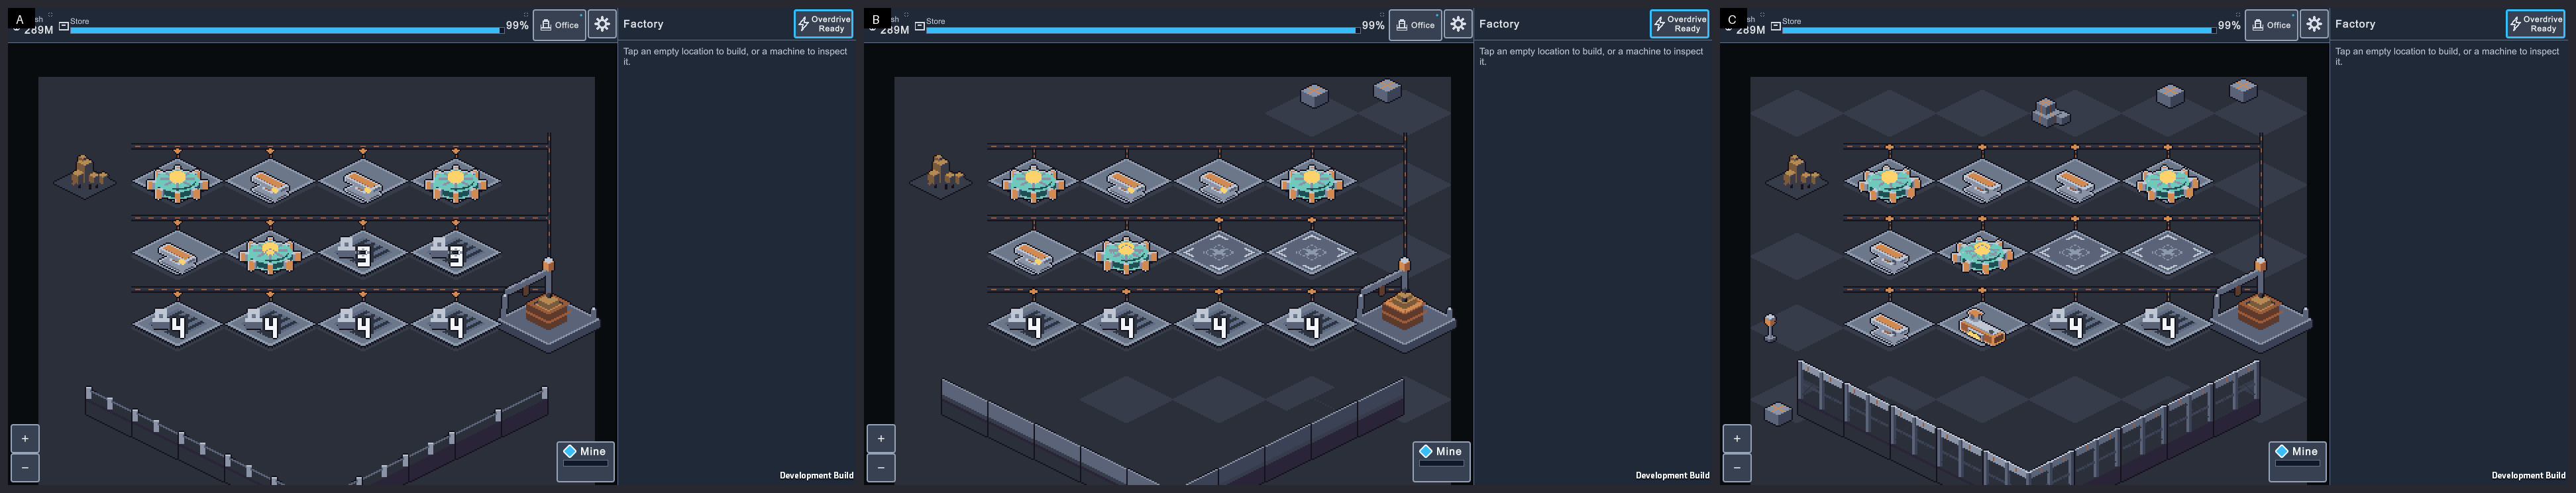 A
sh
289M
Store
99%
Office
Factory
Overdrive
Ready
Tap an empty location to build, or a machine to inspect
it.
3
3
4
4
4
4
+
−
Mine
Development Build
B
sh
289M
Store
99%
Office
Factory
Overdrive
Ready
Tap an empty location to build, or a machine to inspect
it.
4
4
4
4
+
−
Mine
Development Build
C
sh
289M
Store
99%
Office
Factory
Overdrive
Ready
Tap an empty location to build, or a machine to inspect
it.
4
4
+
−
Mine
Development Build